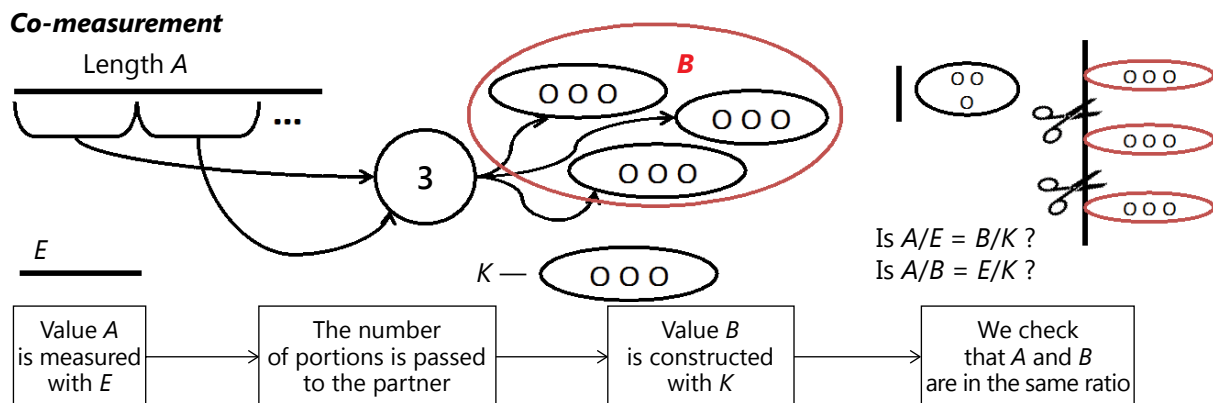 Co-measurement
Length A
...
3
B
O O O
O O O
O O O
E
K —
O O O
O O
O
O O O
O O O
O O O
Is A/E = B/K ?
Is A/B = E/K ?
Value A
is measured
with E
The number
of portions is passed
to the partner
Value B
is constructed
with K
We check
that A and B
are in the same ratio